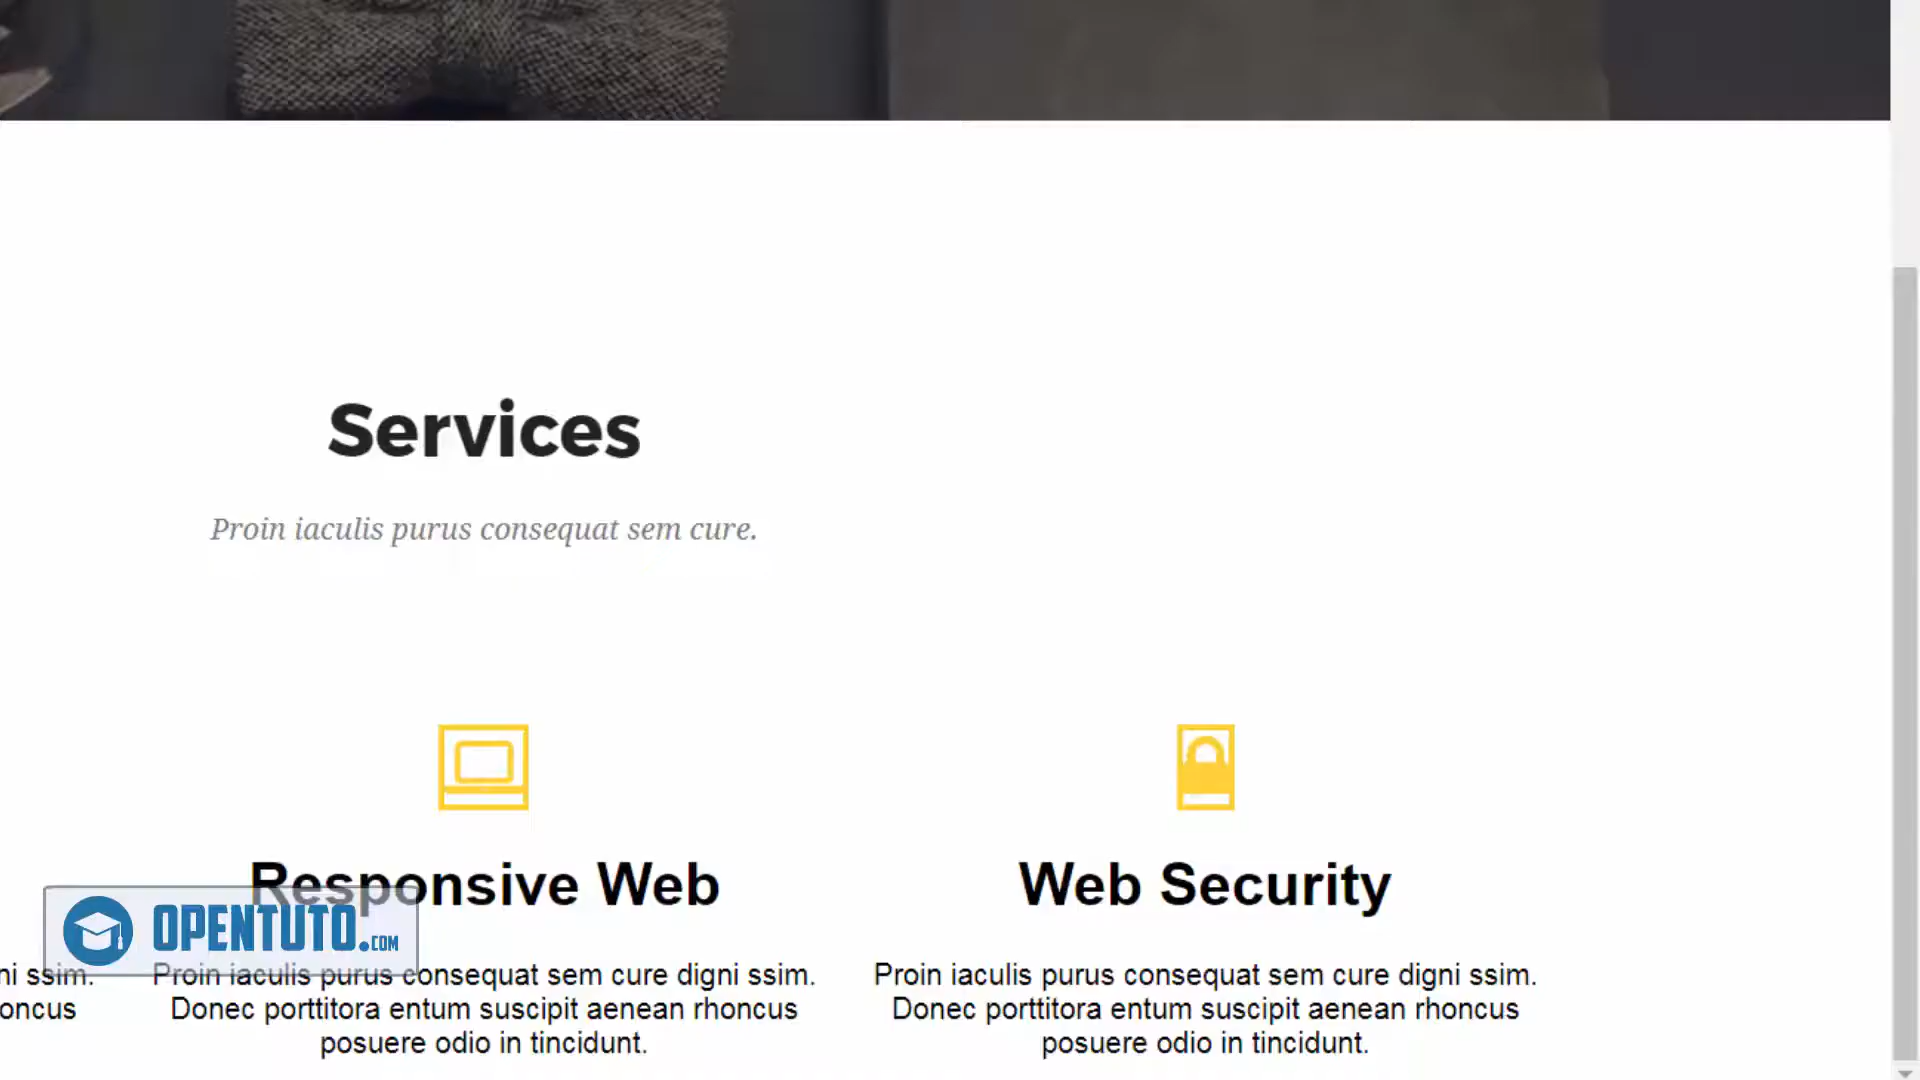 Services
Proin iaculis purus consequat sem cure.
Responsive Web
Web Security
OPENTUTO.COM
ni ssim.
oncus
Proin iaculis purus consequat sem cure digni ssim.
Donec porttitora entum suscipit aenean rhoncus
posuere odio in tincidunt.
Proin iaculis purus consequat sem cure digni ssim.
Donec porttitora entum suscipit aenean rhoncus
posuere odio in tincidunt.